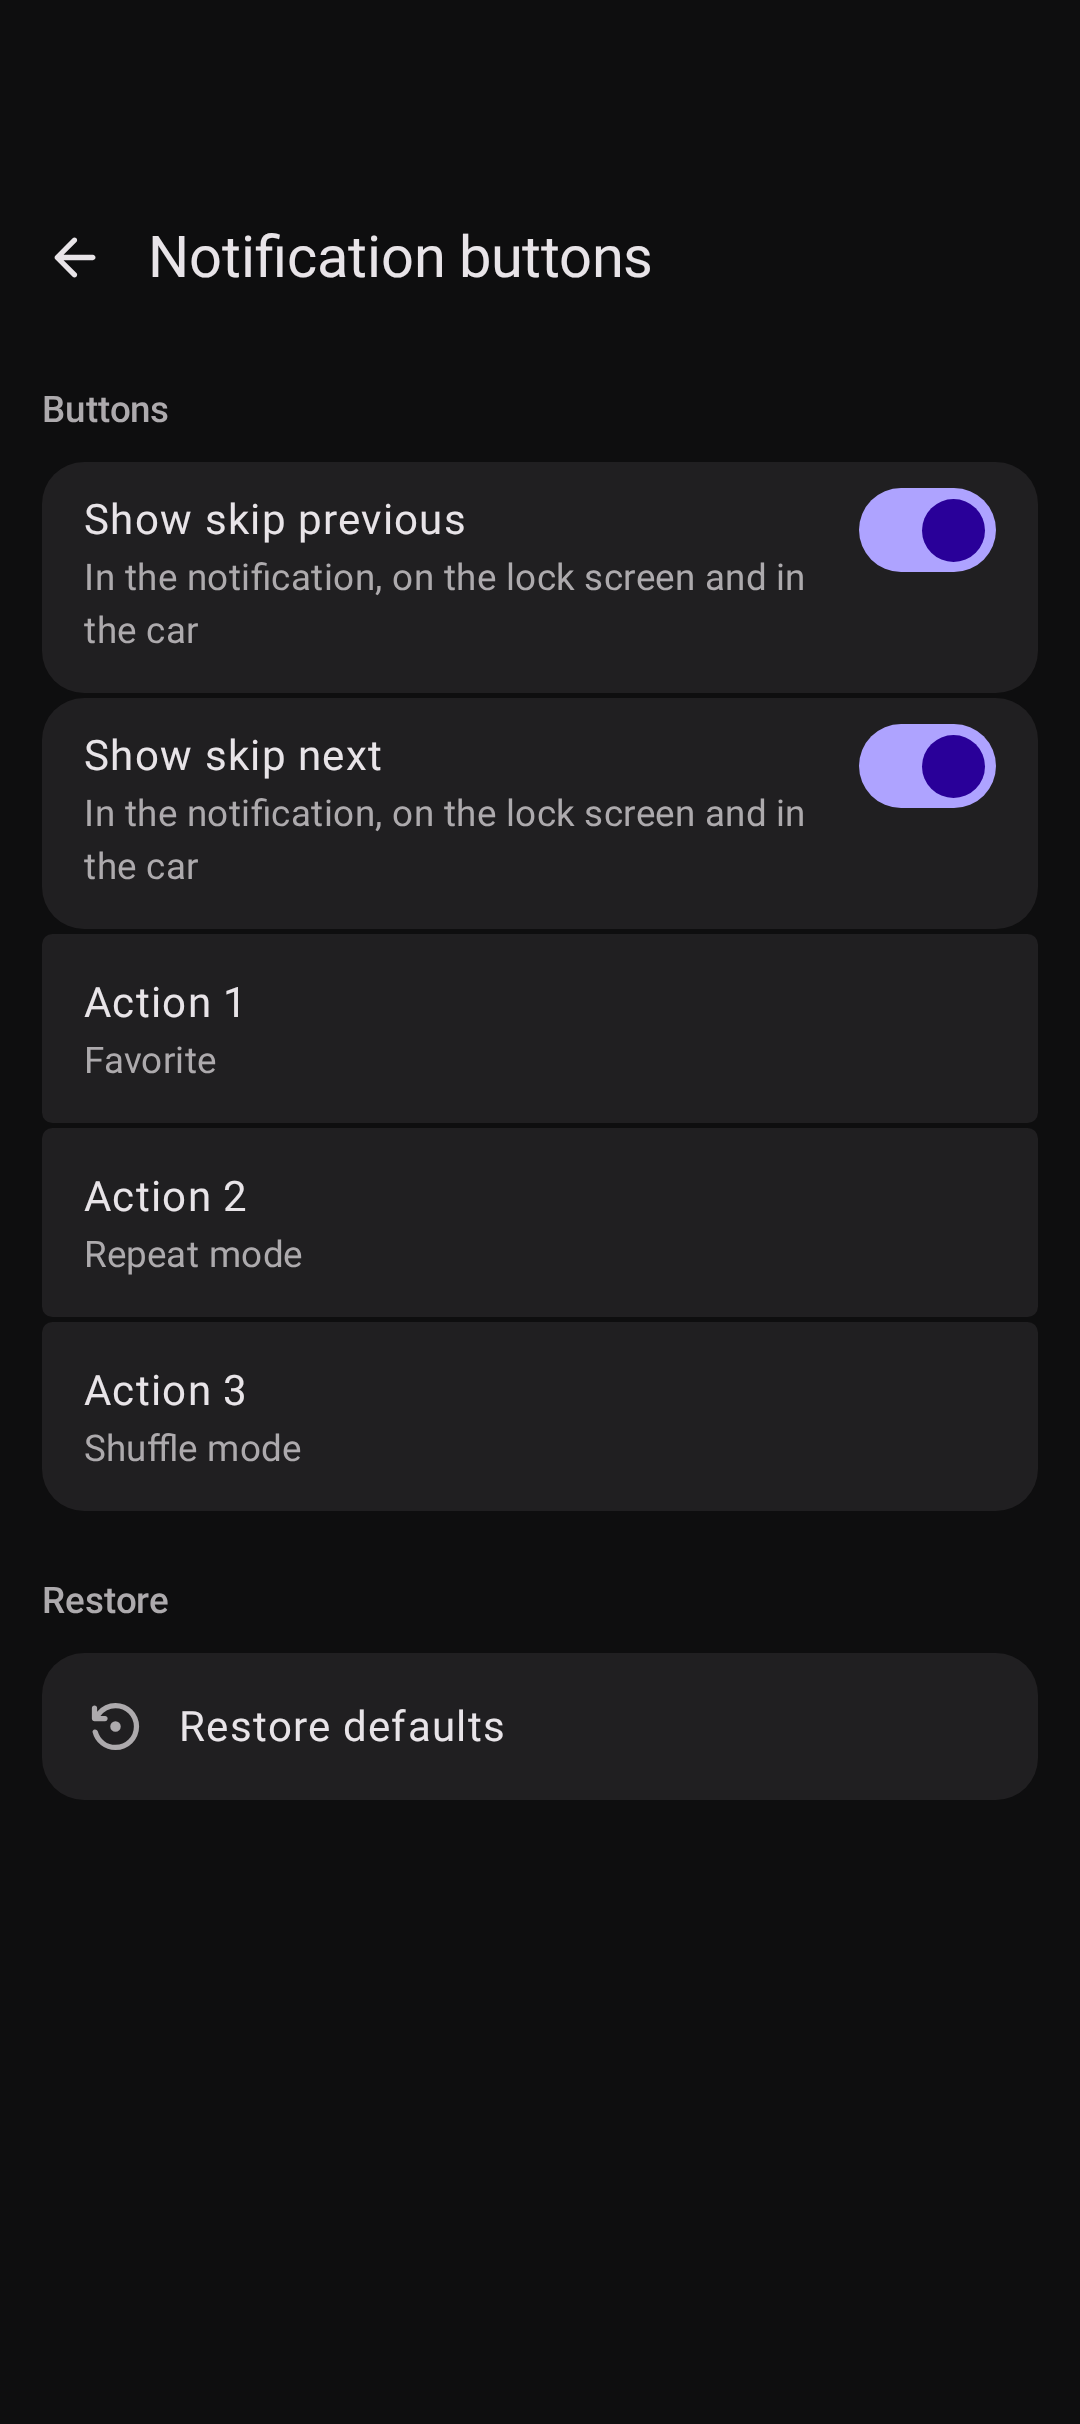 Notification buttons
Buttons
Show skip previous
In the notification, on the lock screen and in
the car
Show skip next
In the notification, on the lock screen and in
the car
Action 1
Favorite
Action 2
Repeat mode
Action 3
Shuffle mode
Restore
Restore defaults